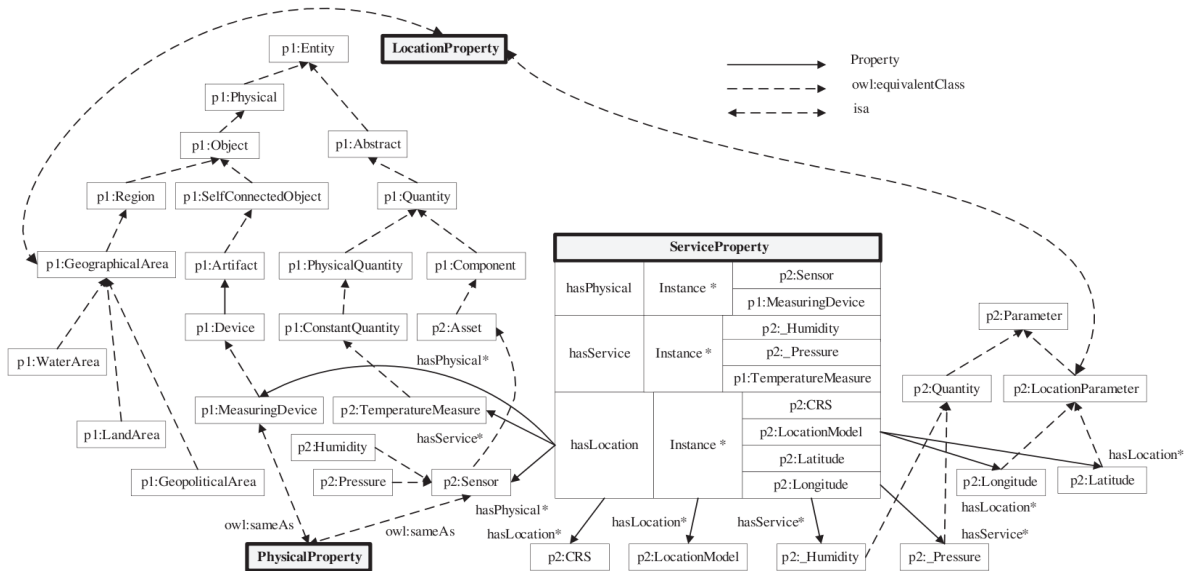 p1:Entity
LocationProperty
Property
owl:equivalentClass
isa
p1:Physical
p1:Object
p1:Abstract
p1:Region
p1:SelfConnectedObject
p1:Quantity
p1:GeographicalArea
p1:Artifact
p1:PhysicalQuantity
p1:Component
ServiceProperty
hasPhysical
Instance *
p2:Sensor
p1:MeasuringDevice
hasService
Instance *
p2:_Humidity
p2:_Pressure
p1:TemperatureMeasure
hasLocation
Instance *
p2:CRS
p2:LocationModel
p2:Latitude
p2:Longitude
p1:Device
p1:ConstantQuantity
p2:Asset
p2:Parameter
p1:WaterArea
hasPhysical*
p2:Quantity
p2:LocationParameter
p1:MeasuringDevice
p2:TemperatureMeasure
p1:LandArea
hasService*
p2:Humidity
hasLocation*
p1:GeopoliticalArea
p2:Pressure
p2:Sensor
p2:Longitude
p2:Latitude
hasPhysical*
hasLocation*
owl:sameAs
owl:sameAs
hasLocation*
hasLocation*
hasService*
hasService*
PhysicalProperty
p2:CRS
p2:LocationModel
p2:_Humidity
p2:_Pressure